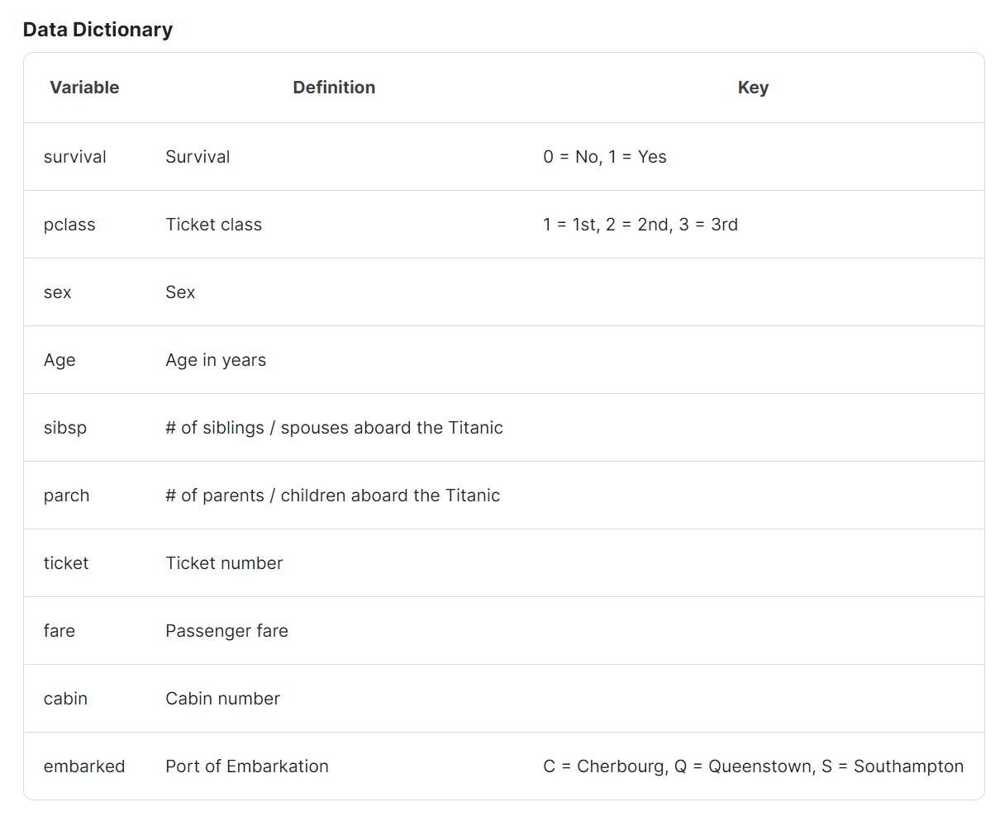 Data Dictionary
Variable Definition Key
survival Survival 0 = No, 1 = Yes
pclass Ticket class 1 = 1st, 2 = 2nd, 3 = 3rd
sex Sex
Age Age in years
sibsp # of siblings / spouses aboard the Titanic
parch # of parents / children aboard the Titanic
ticket Ticket number
fare Passenger fare
cabin Cabin number
embarked Port of Embarkation C = Cherbourg, Q = Queenstown, S = Southampton